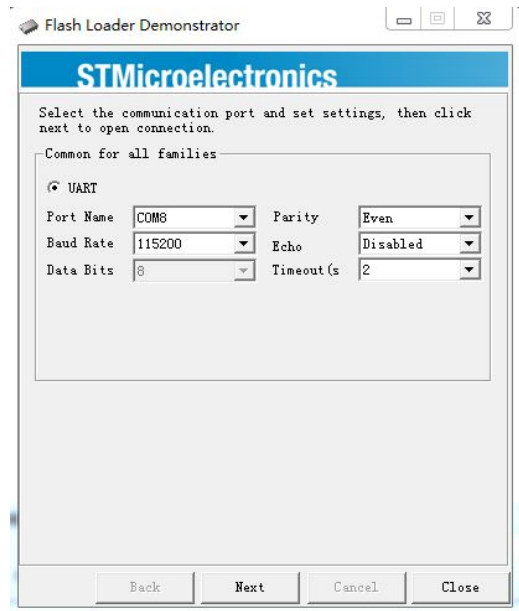 Flash Loader Demonstrator
STMicroelectronics
Select the communication port and set settings, then click
next to open connection.
Common for all families
UART
Port Name COM8 Parity Even
Baud Rate 115200 Echo Disabled
Data Bits 8 Timeout(s 2
Back Next Cancel Close